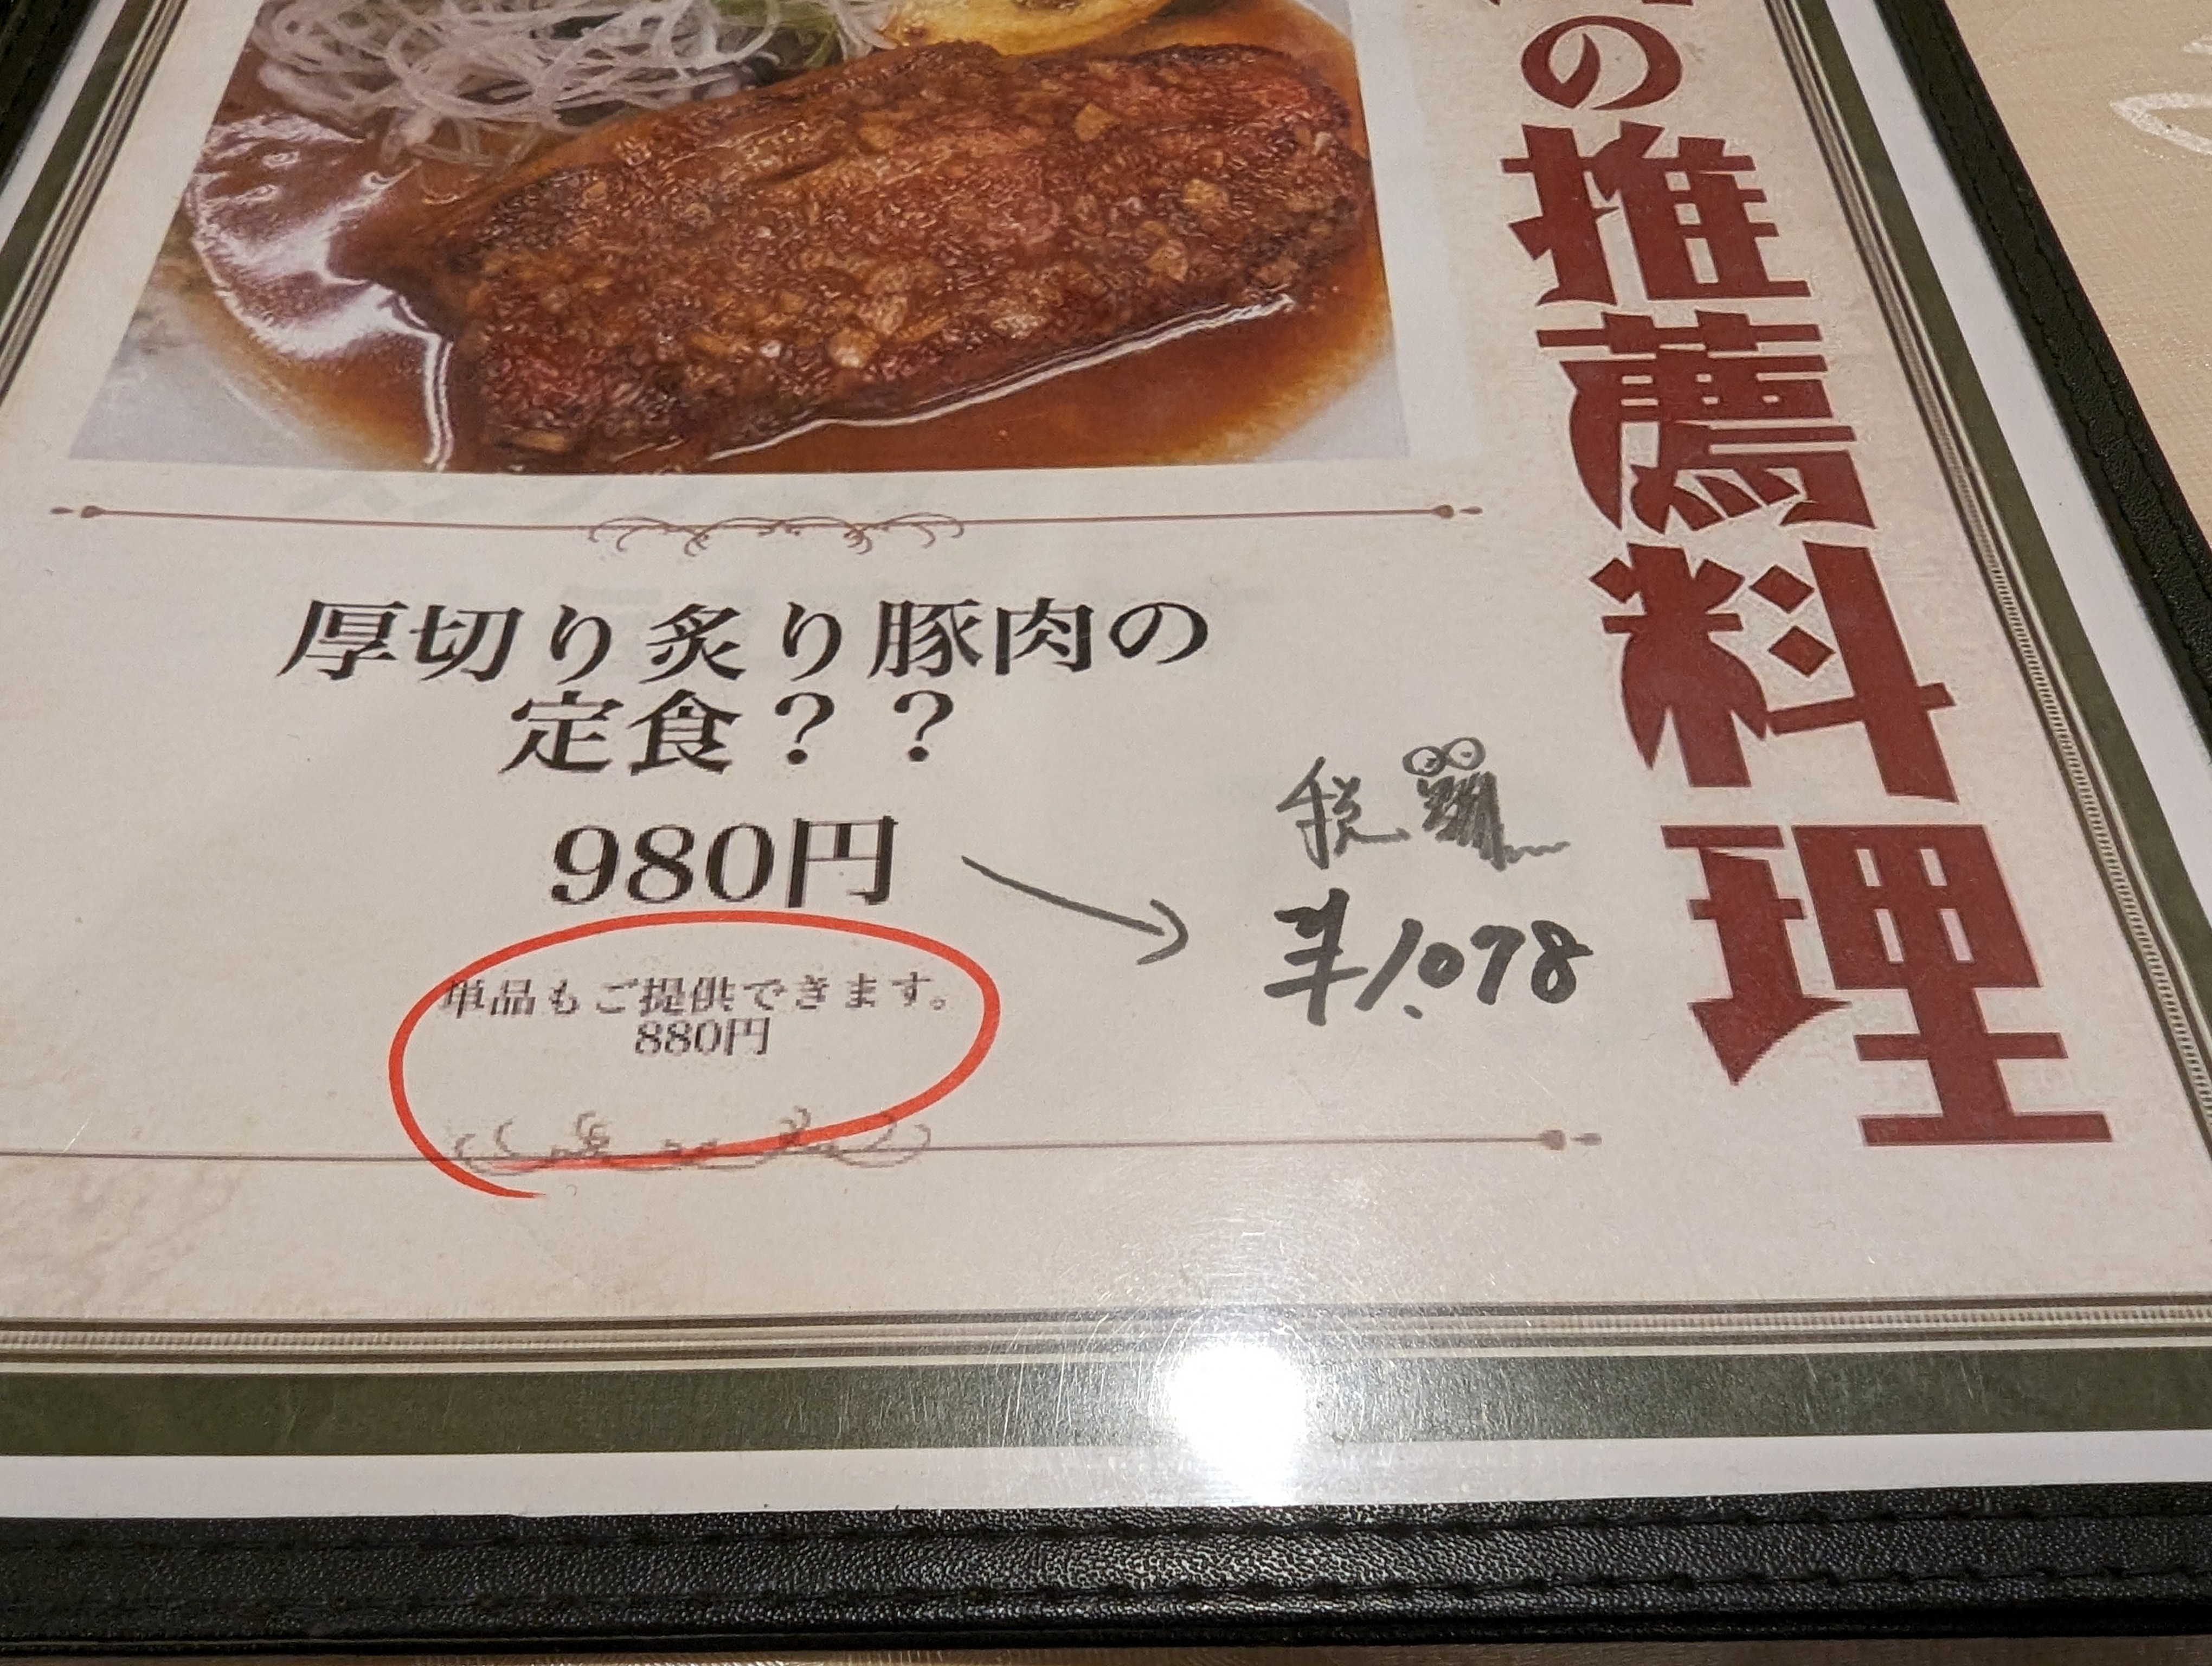 の推薦料理
厚切り炙り豚肉の
定食？？
980円
税
¥1,078
単品もご提供できます。
880円